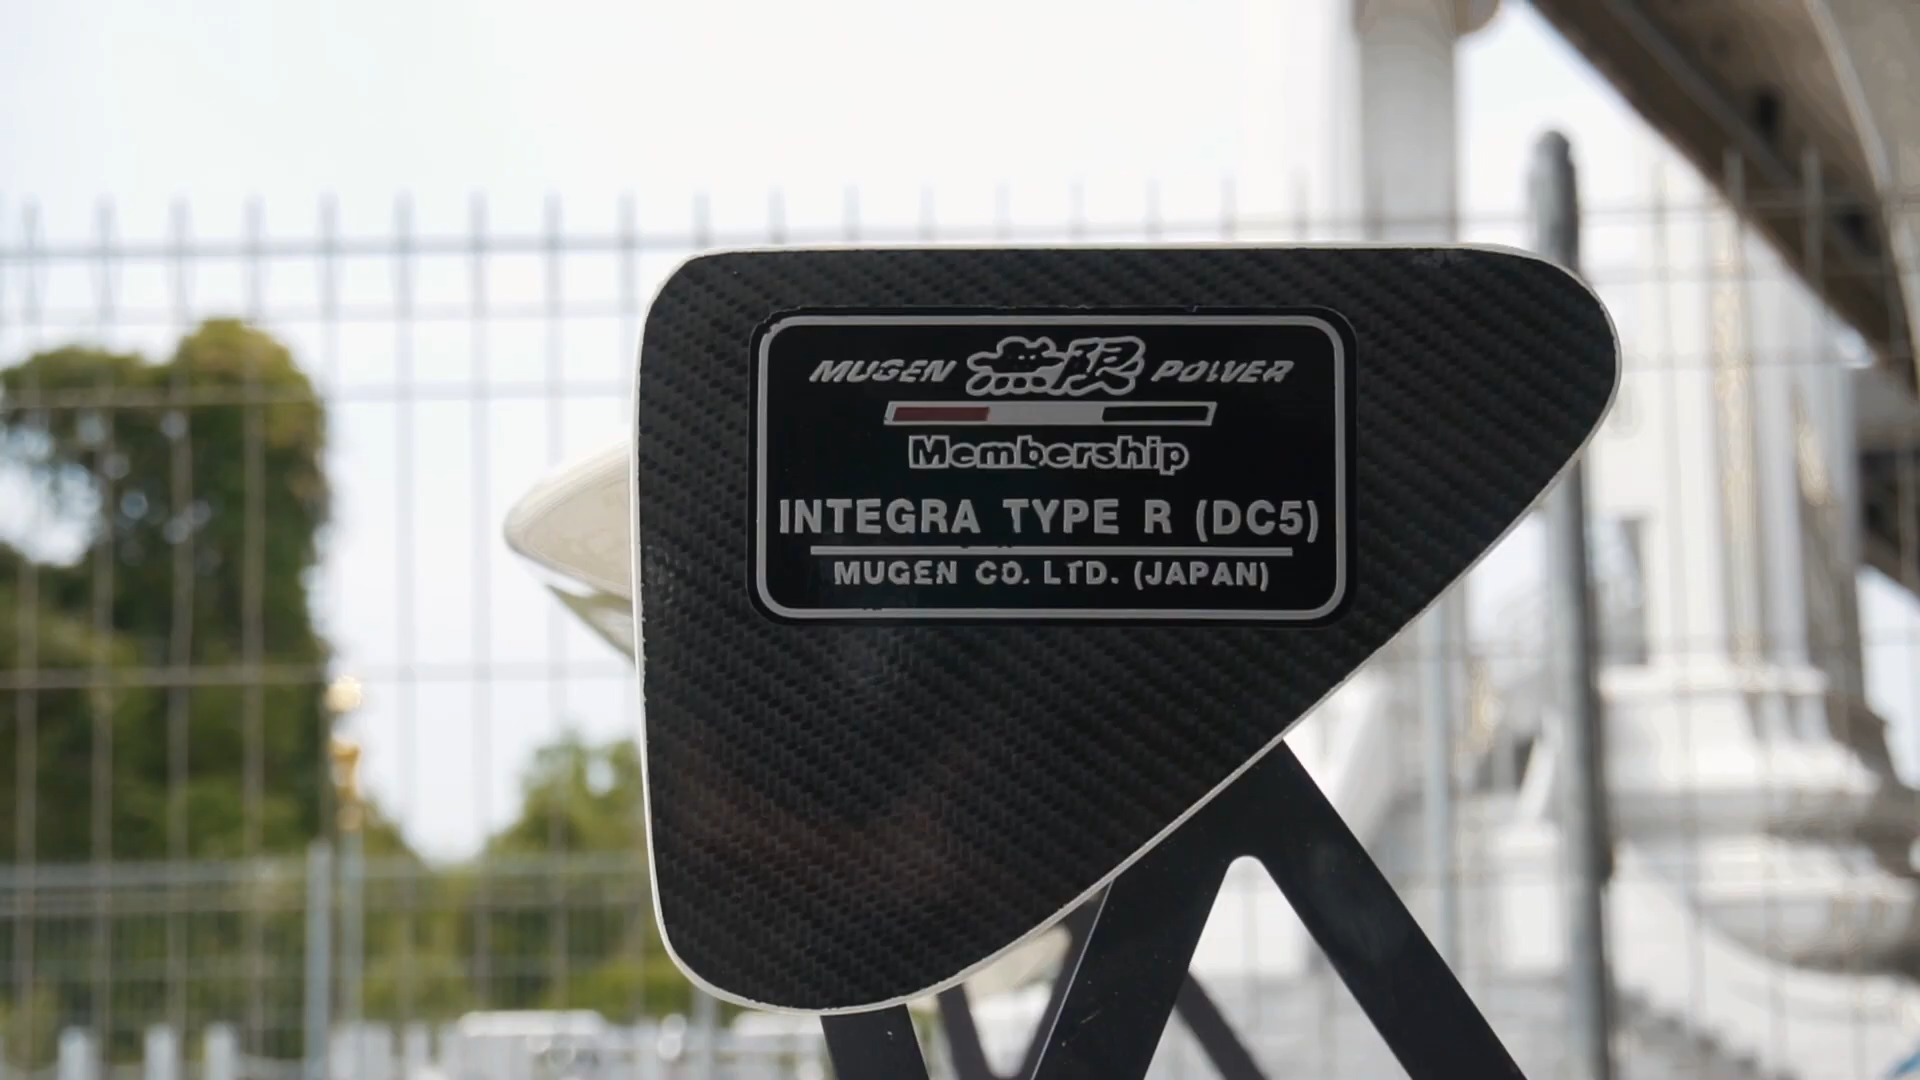 MUGEN 無限 POWER
Membership
INTEGRA TYPE R (DC5)
MUGEN CO. LTD. (JAPAN)